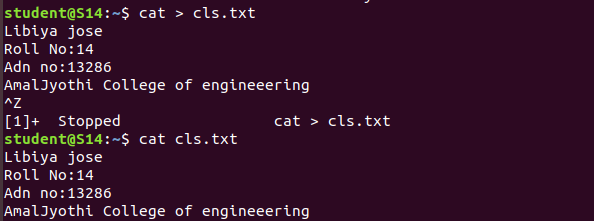 student@S14:~$ cat > cls.txt
Libiya jose
Roll No:14
Adn no:13286
AmalJyothi College of engineeering
^Z
[1]+  Stopped                 cat > cls.txt
student@S14:~$ cat cls.txt
Libiya jose
Roll No:14
Adn no:13286
AmalJyothi College of engineeering